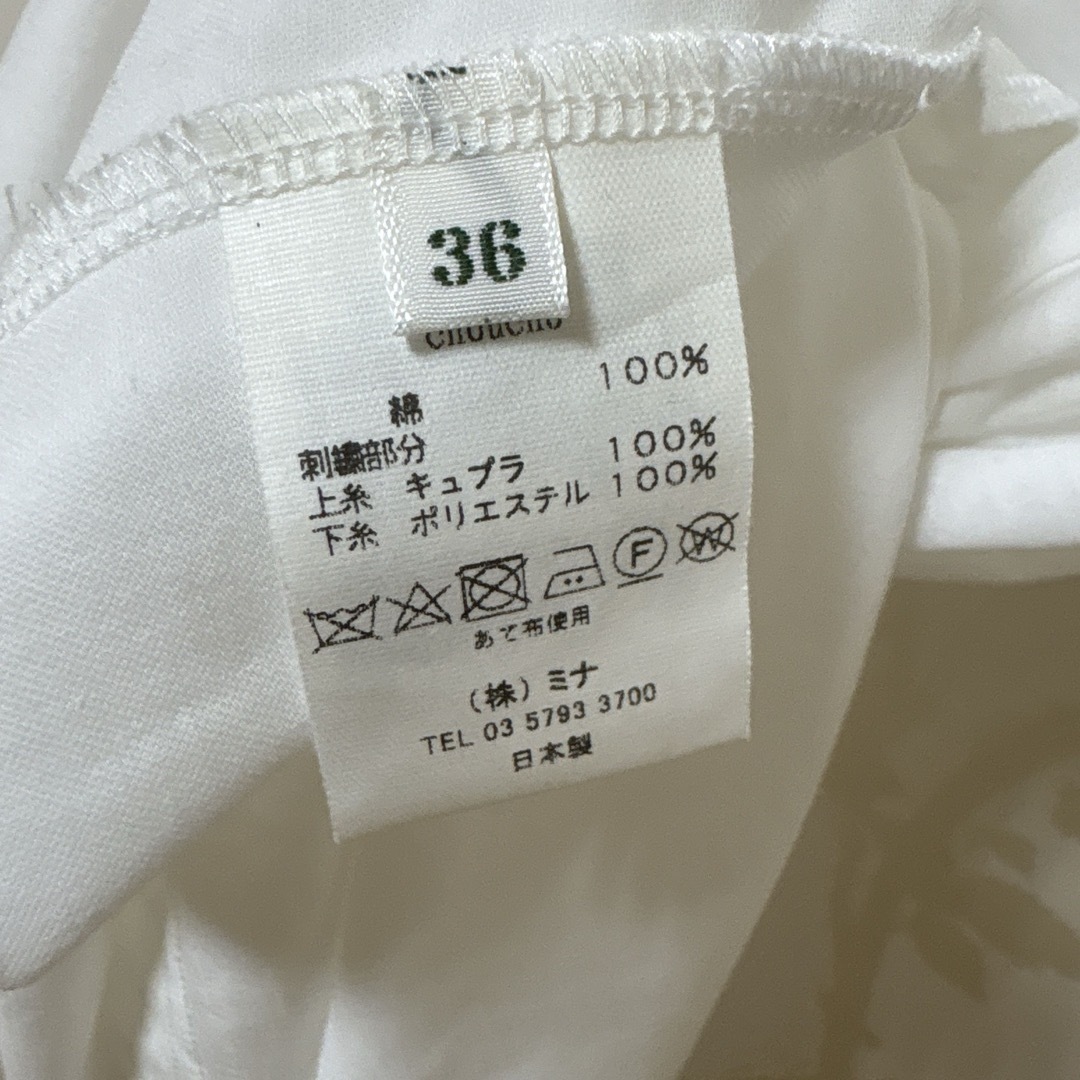 36
choucho
綿 100%
刺繍部分
上糸 キュプラ 100%
下糸 ポリエステル 100%
F W
あて布使用
(株)ミナ
TEL 03 5793 3700
日本製